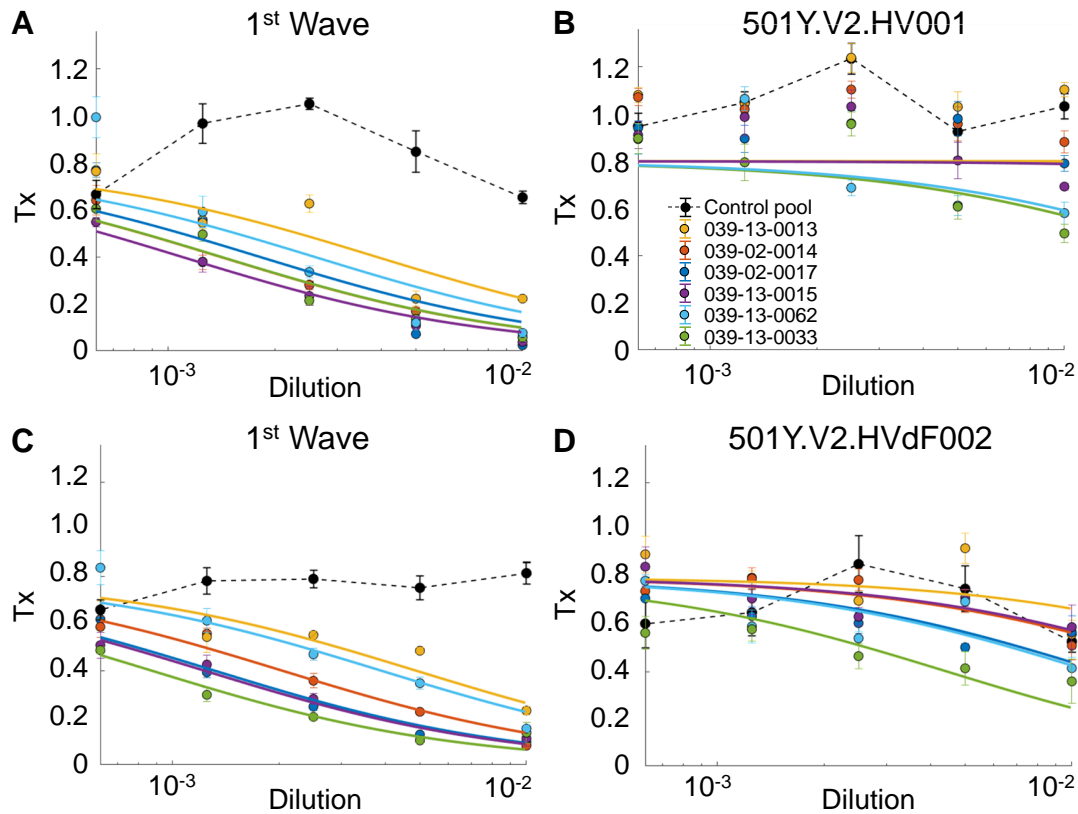 A
1st Wave
1.2
1.0
0.8
0.6
0.4
0.2
0
Tx
10-3
10-2
Dilution
B
501Y.V2.HV001
1.2
1.0
0.8
0.6
0.4
0.2
0
Tx
Control pool
039-13-0013
039-02-0014
039-02-0017
039-13-0015
039-13-0062
039-13-0033
10-3
10-2
Dilution
C
1st Wave
1.2
1.0
0.8
0.6
0.4
0.2
0
Tx
10-3
10-2
Dilution
D
501Y.V2.HVdF002
1.2
1.0
0.8
0.6
0.4
0.2
0
Tx
10-3
10-2
Dilution